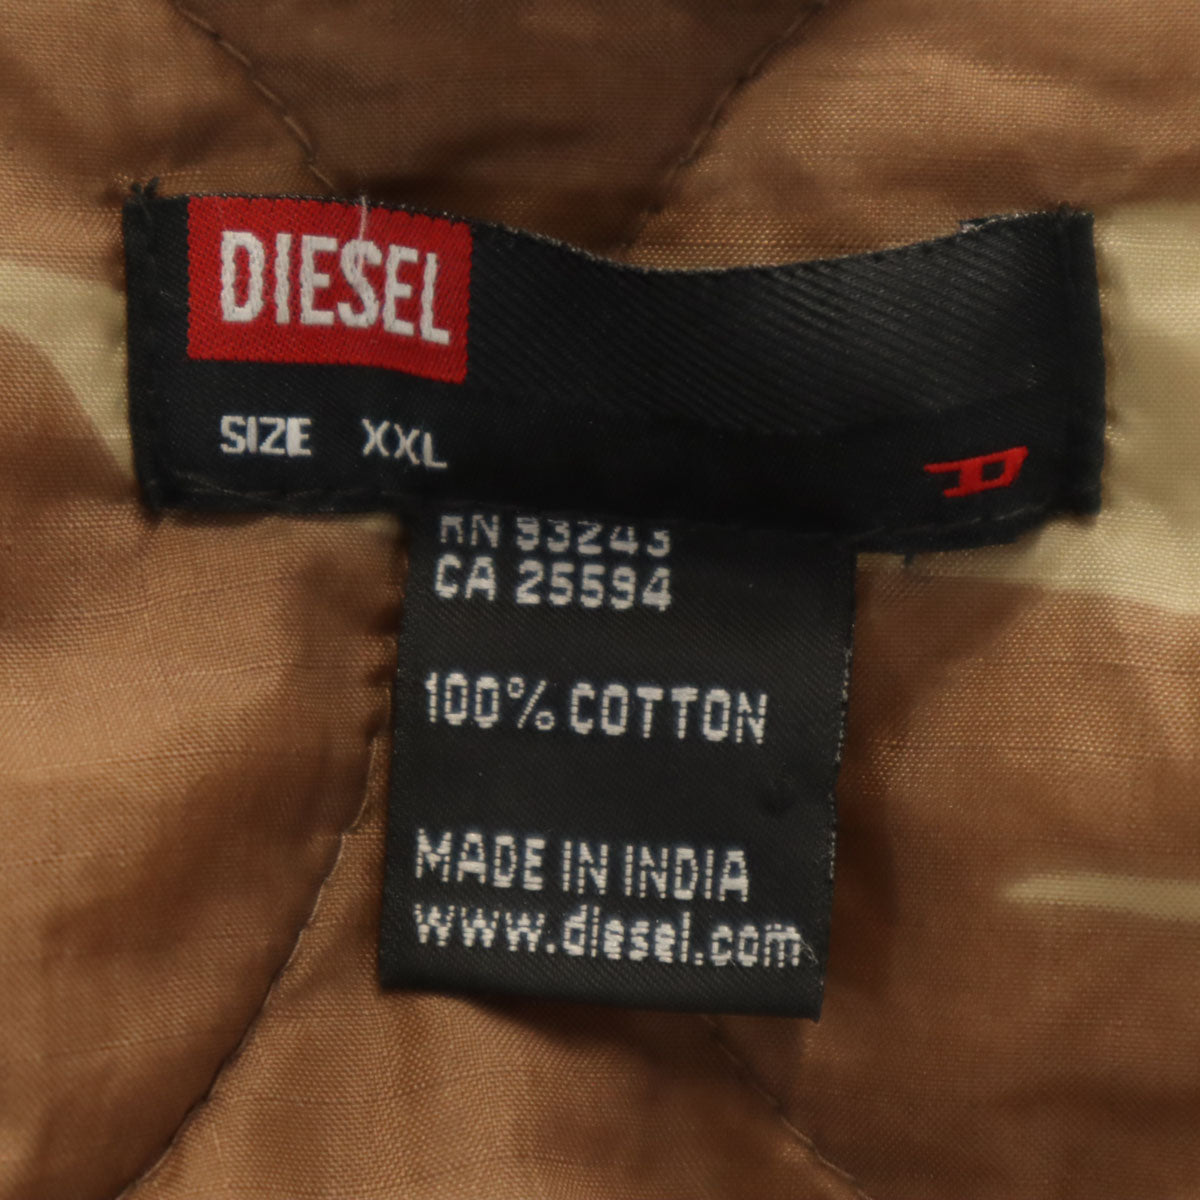 DIESEL
SIZE XXL
RN 93243
CA 25594
100% COTTON
MADE IN INDIA
www.diesel.com